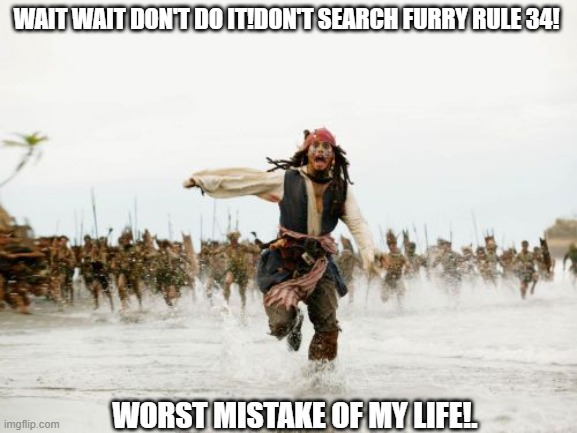 WAIT WAIT DON'T DO IT!DON'T SEARCH FURRY RULE 34!
WORST MISTAKE OF MY LIFE!.
imgflip.com